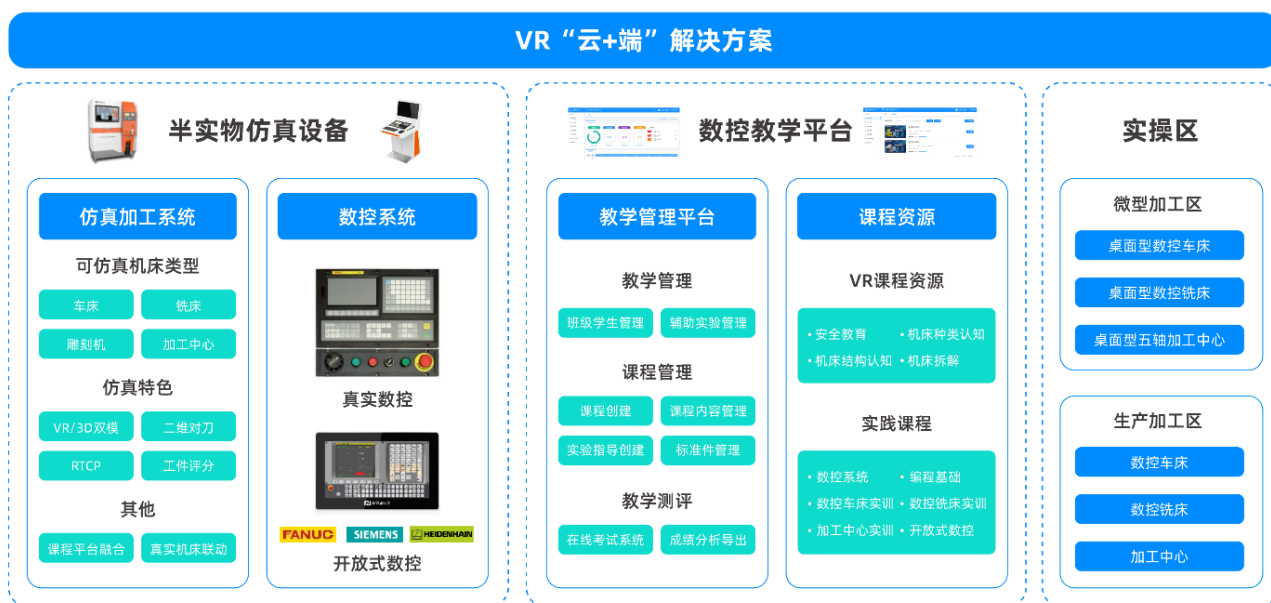 VR“云+端”解决方案
半实物仿真设备
仿真加工系统
可仿真机床类型
车床
铣床
雕刻机
加工中心
仿真特色
VR/3D双模
二维对刀
RTCP
工件评分
其他
课程平台融合
真实机床联动
数控系统
真实数控
FANUC
SIEMENS
HEIDENHAIN
开放式数控
数控教学平台
教学管理平台
教学管理
班级学生管理
辅助实验管理
课程管理
课程创建
课程内容管理
实验指导创建
标准件管理
教学测评
在线考试系统
成绩分析导出
课程资源
VR课程资源
• 安全教育
• 机床种类认知
• 机床结构认知
• 机床拆解
实践课程
• 数控系统
• 编程基础
• 数控车床实训
• 数控铣床实训
• 加工中心实训
• 开放式数控
实操区
微型加工区
桌面型数控车床
桌面型数控铣床
桌面型五轴加工中心
生产加工区
数控车床
数控铣床
加工中心